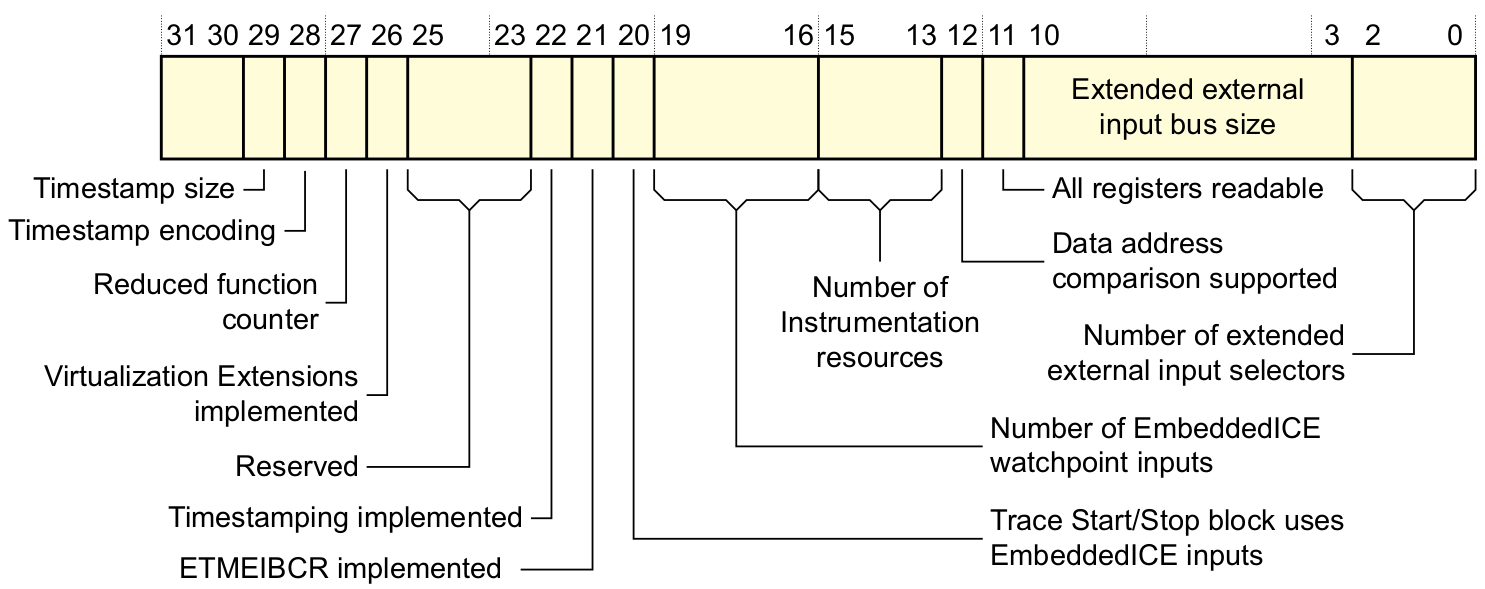 31 30 29 28 27 26 25 23 22 21 20 19 16 15 13 12 11 10 3 2 0
Extended external
input bus size
Timestamp size
All registers readable
Timestamp encoding
Data address
comparison supported
Reduced function
counter
Number of
Instrumentation
resources
Number of extended
external input selectors
Virtualization Extensions
implemented
Number of EmbeddedICE
watchpoint inputs
Reserved
Timestamping implemented
Trace Start/Stop block uses
EmbeddedICE inputs
ETMEIBCR implemented